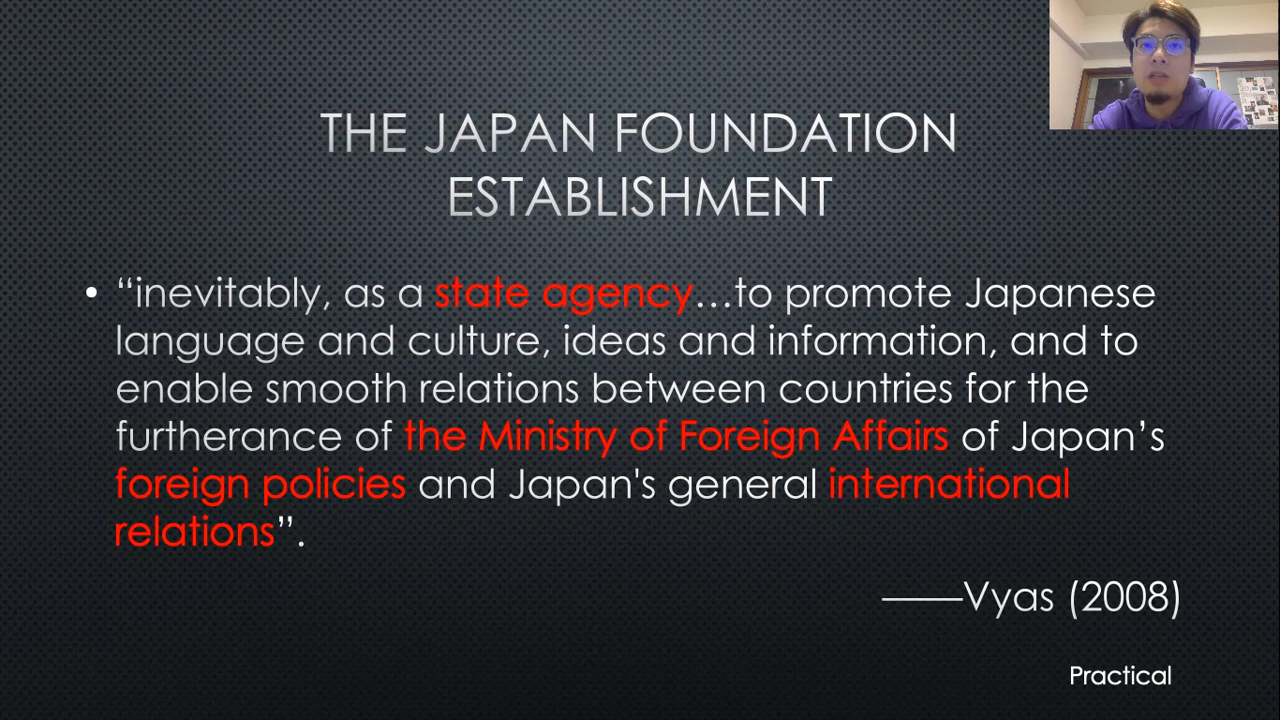 THE JAPAN FOUNDATION
ESTABLISHMENT
• “inevitably, as a state agency…to promote Japanese
language and culture, ideas and information, and to
enable smooth relations between countries for the
furtherance of the Ministry of Foreign Affairs of Japan’s
foreign policies and Japan's general international
relations”.
——Vyas (2008)
Practical